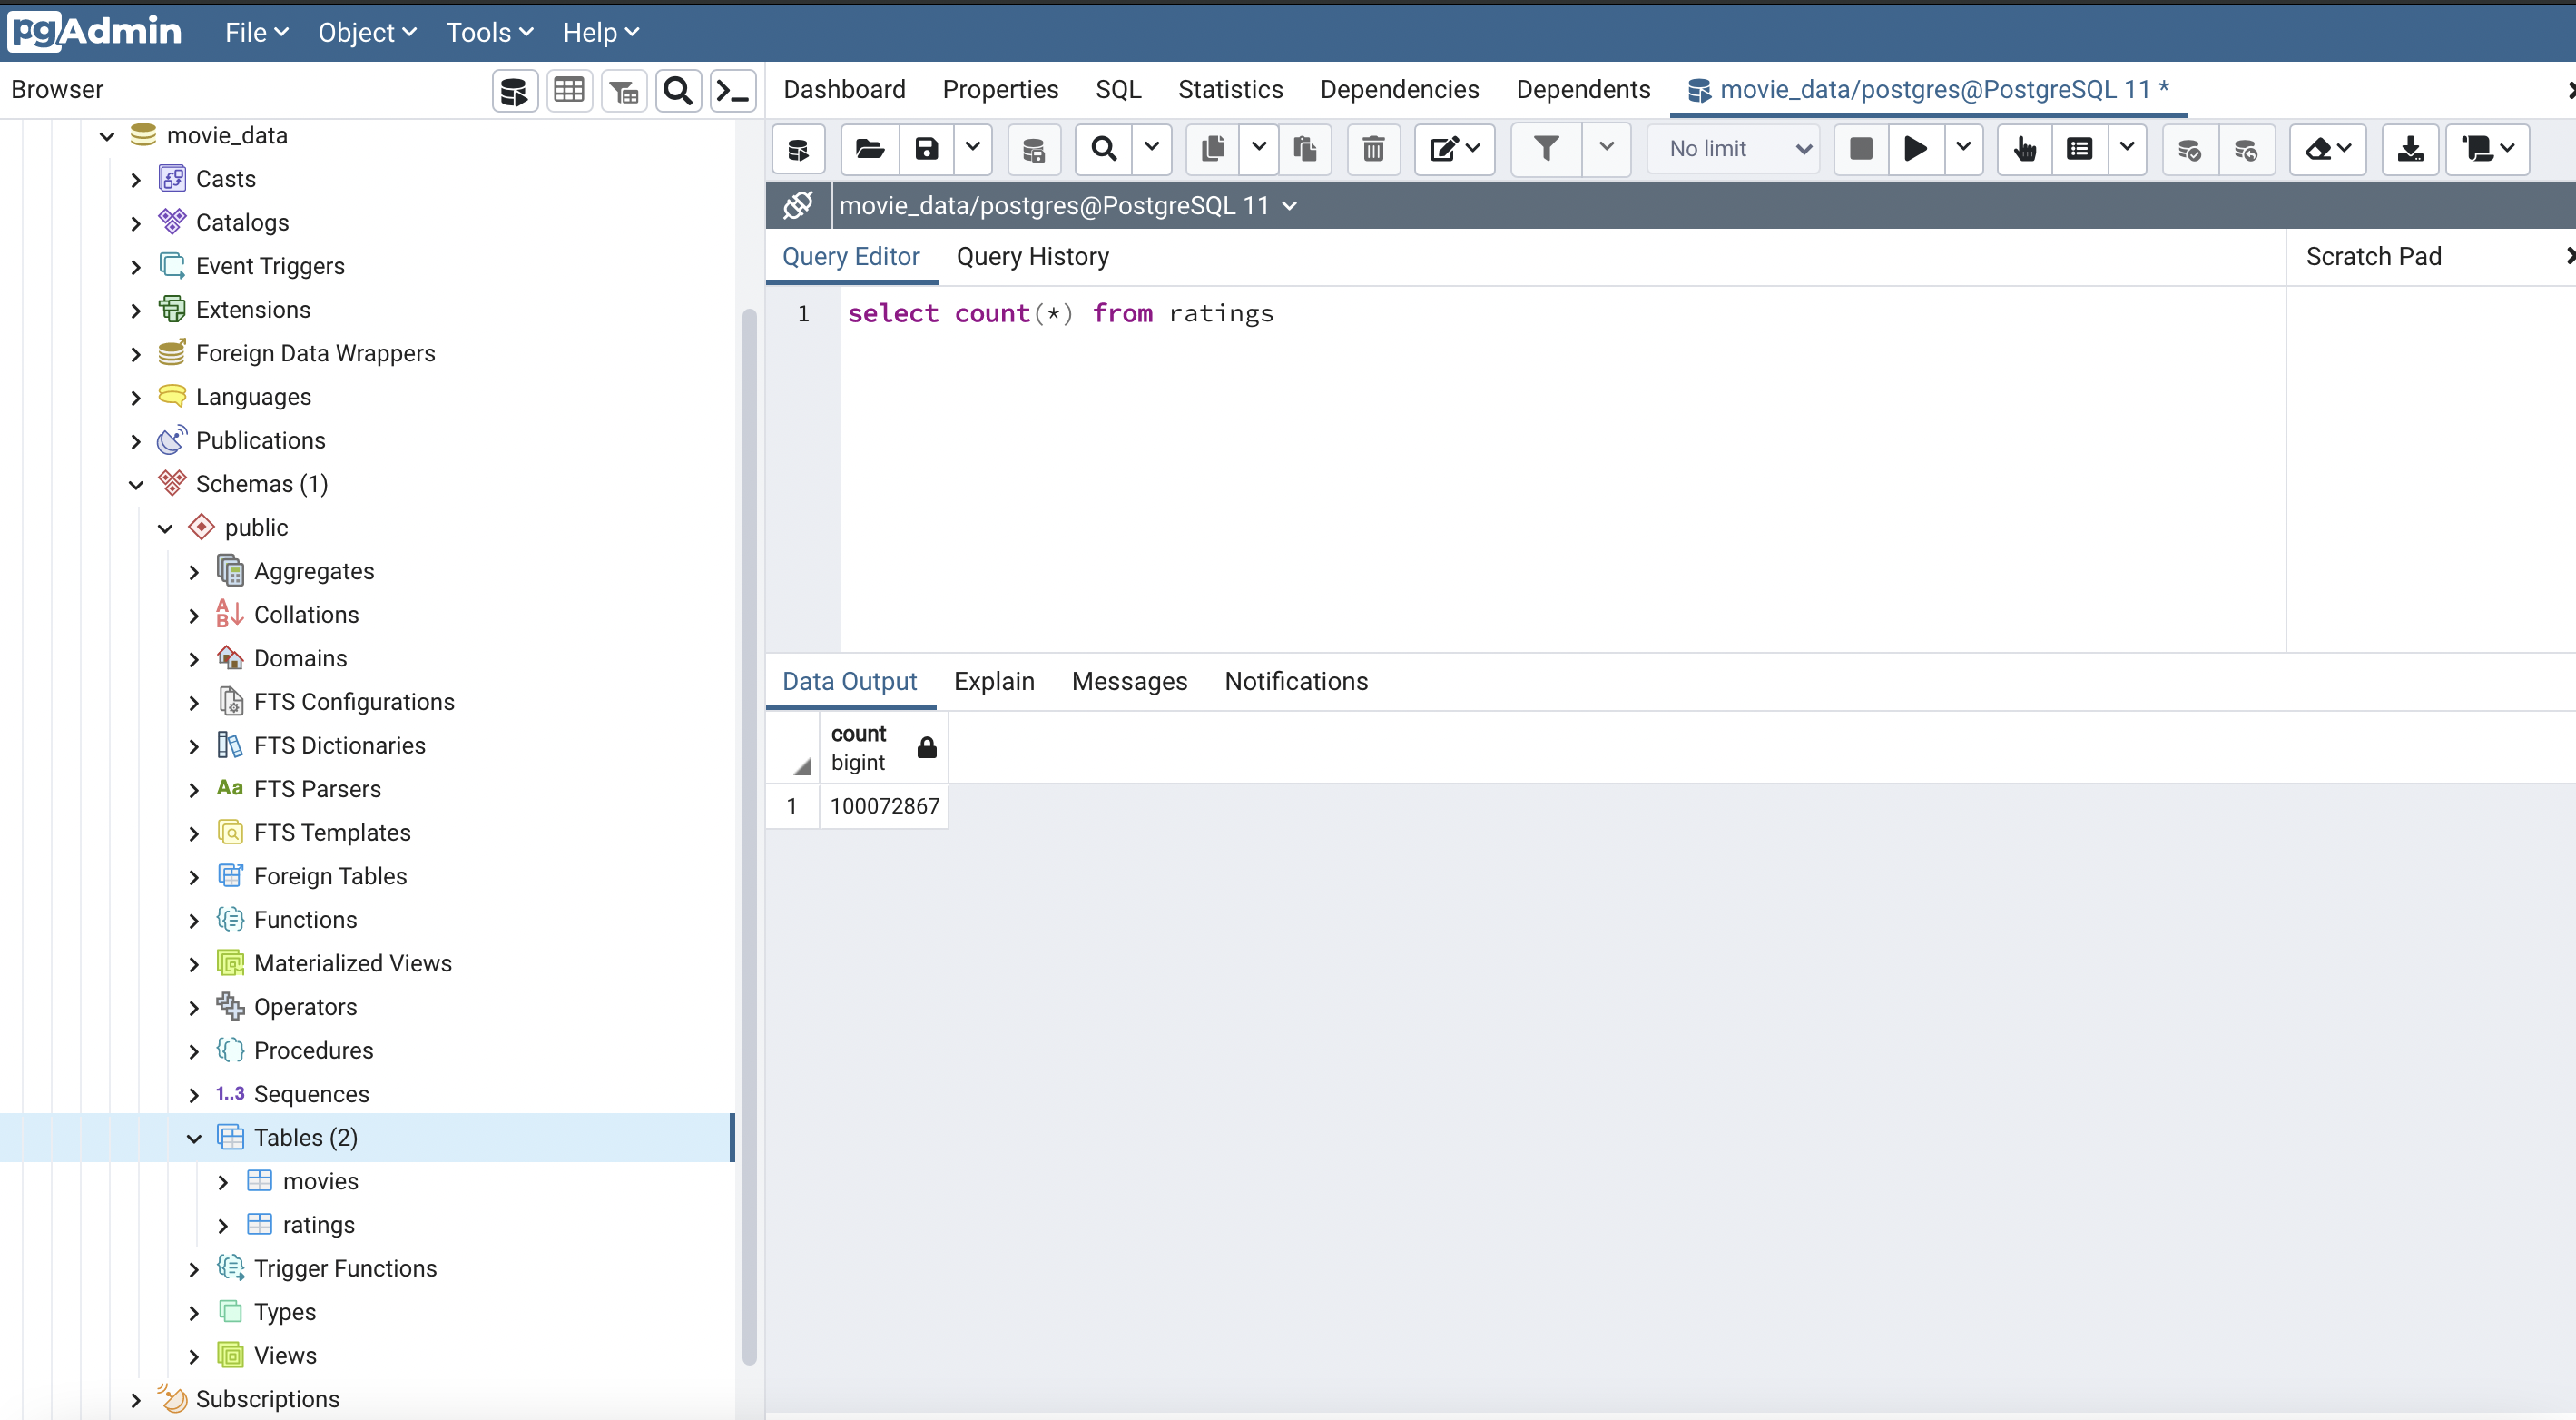 pgAdmin File Object Tools Help
Browser
Dashboard Properties SQL Statistics Dependencies Dependents movie_data/postgres@PostgreSQL 11 *
No limit
movie_data/postgres@PostgreSQL 11
Query Editor Query History
Scratch Pad
1 select count(*) from ratings
Data Output Explain Messages Notifications
count
bigint
1 100072867
movie_data
Casts
Catalogs
Event Triggers
Extensions
Foreign Data Wrappers
Languages
Publications
Schemas (1)
public
Aggregates
Collations
Domains
FTS Configurations
FTS Dictionaries
Aa FTS Parsers
FTS Templates
Foreign Tables
Functions
Materialized Views
Operators
Procedures
1..3 Sequences
Tables (2)
movies
ratings
Trigger Functions
Types
Views
Subscriptions